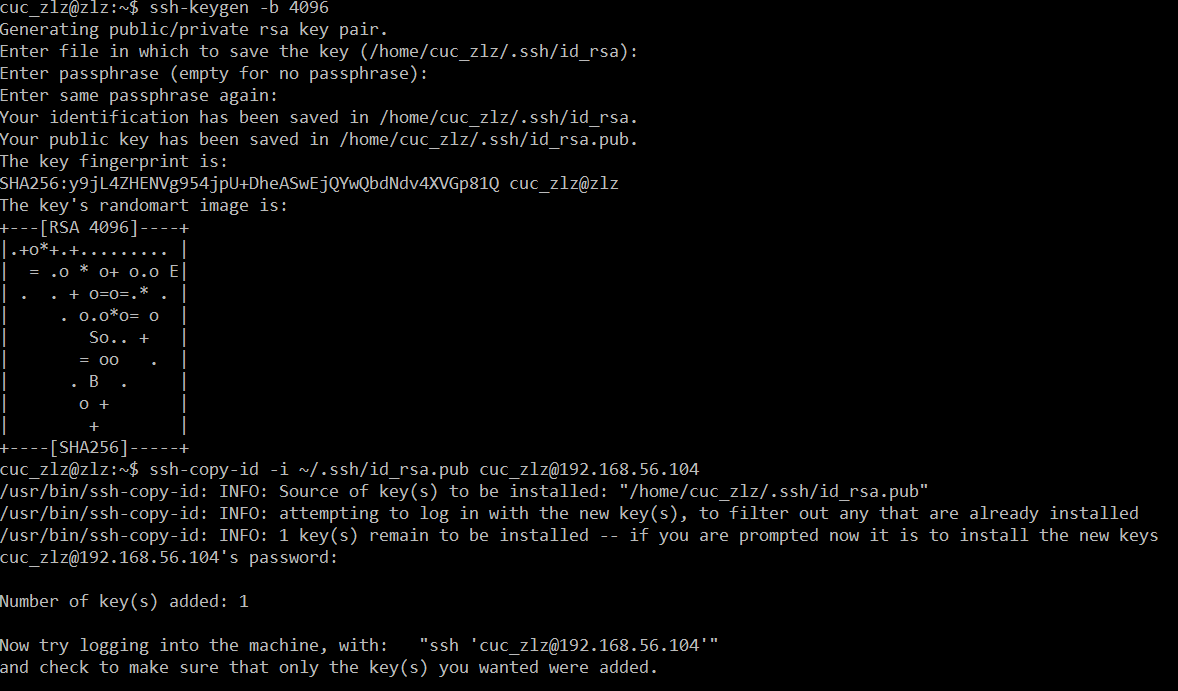 cuc_zlz@zlz:~$ ssh-keygen -b 4096
Generating public/private rsa key pair.
Enter file in which to save the key (/home/cuc_zlz/.ssh/id_rsa):
Enter passphrase (empty for no passphrase):
Enter same passphrase again:
Your identification has been saved in /home/cuc_zlz/.ssh/id_rsa.
Your public key has been saved in /home/cuc_zlz/.ssh/id_rsa.pub.
The key fingerprint is:
SHA256:y9jL4ZHENVg954jpU+DheASwEjQYwQbdNdv4XVGp81Q cuc_zlz@zlz
The key's randomart image is:
+---[RSA 4096]----+
|.+o*+.+......... |
|  = .o * o+ o.o E|
| .  . + o=o=.* . |
|     . o.o*o= o  |
|        So.. +   |
|       = oo   .  |
|      . B  .     |
|       o +       |
|        +        |
+----[SHA256]-----+
cuc_zlz@zlz:~$ ssh-copy-id -i ~/.ssh/id_rsa.pub cuc_zlz@192.168.56.104
/usr/bin/ssh-copy-id: INFO: Source of key(s) to be installed: "/home/cuc_zlz/.ssh/id_rsa.pub"
/usr/bin/ssh-copy-id: INFO: attempting to log in with the new key(s), to filter out any that are already installed
/usr/bin/ssh-copy-id: INFO: 1 key(s) remain to be installed -- if you are prompted now it is to install the new keys
cuc_zlz@192.168.56.104's password:

Number of key(s) added: 1

Now try logging into the machine, with:   "ssh 'cuc_zlz@192.168.56.104'"
and check to make sure that only the key(s) you wanted were added.